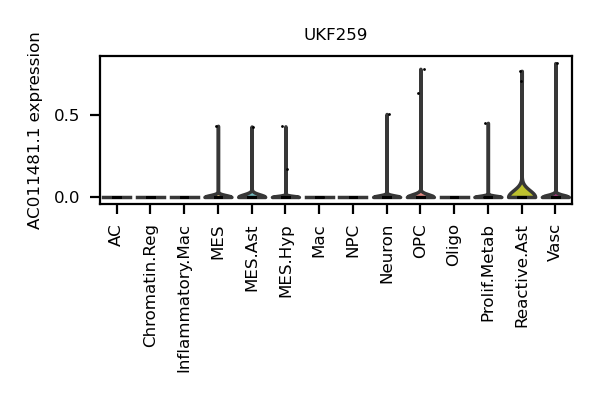 UKF259
AC011481.1 expression
0.5
0.0
AC
Chromatin.Reg
Inflammatory.Mac
MES
MES.Ast
MES.Hyp
Mac
NPC
Neuron
OPC
Oligo
Prolif.Metab
Reactive.Ast
Vasc